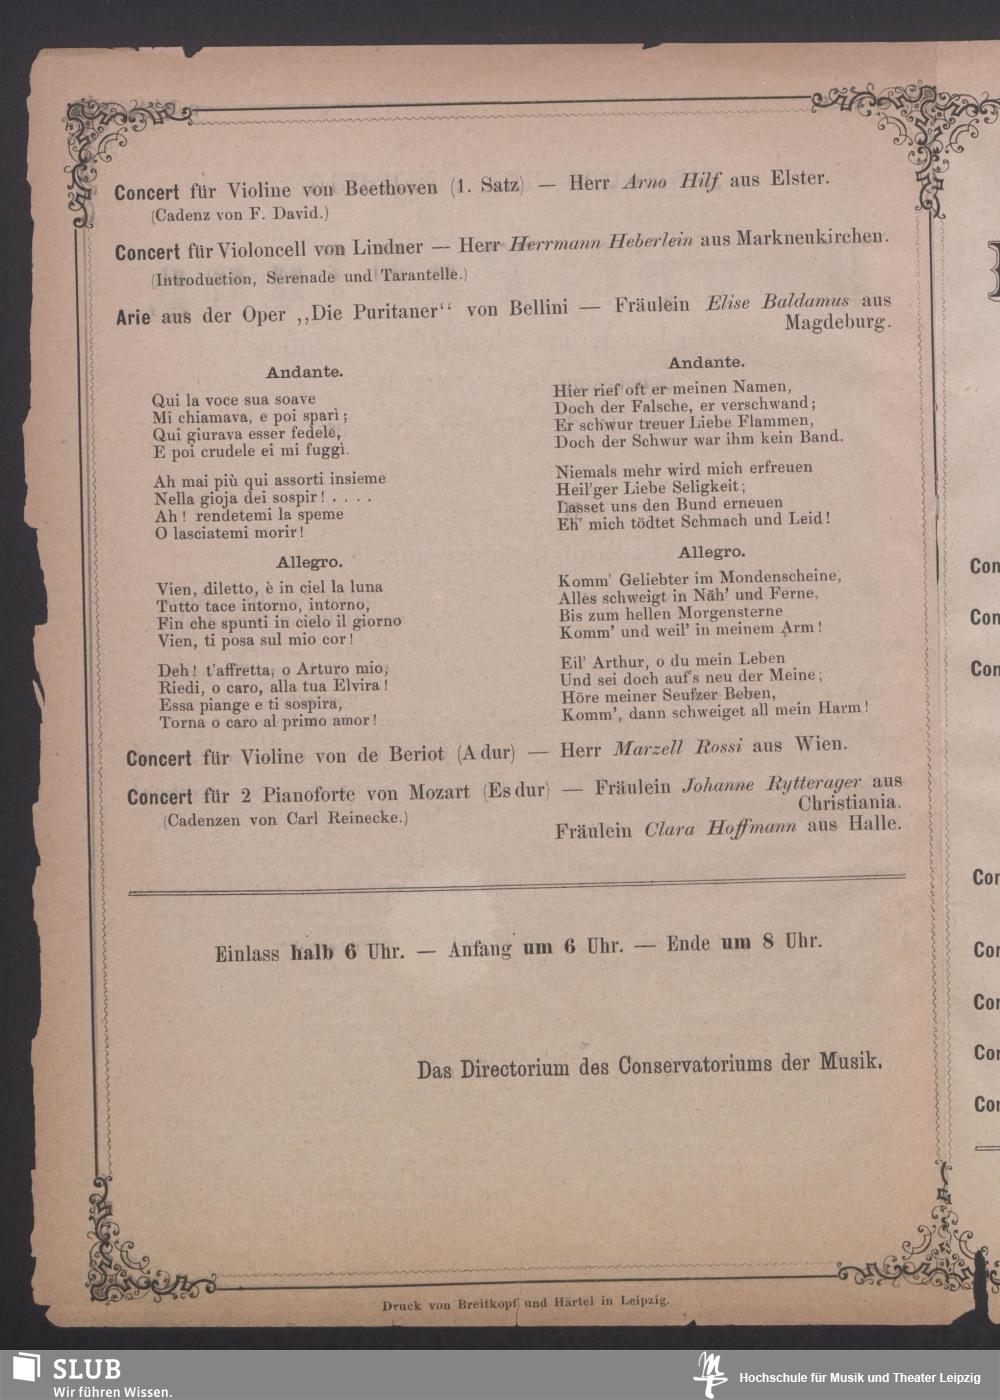 Concert für Violine von Beethoven (1. Satz) — Herr Arno Hilf aus Elster.
(Cadenz von F. David.)
Concert für Violoncell von Lindner — Herr Herrmann Heberlein aus Markneukirchen.
(Introduction, Serenade und Tarantelle.)
Arie aus der Oper ,,Die Puritaner“ von Bellini — Fräulein Elise Baldamus aus
Magdeburg.
Andante.
Qui la voce sua soave
Mi chiamava, e poi sparì;
Qui giurava esser fedele,
E poi crudele ei mi fuggì.
Ah mai più qui assorti insieme
Nella gioja dei sospir! . . . .
Ah! rendetemi la speme
O lasciatemi morir!
Allegro.
Vien, diletto, è in ciel la luna
Tutto tace intorno, intorno,
Fin che spunti in cielo il giorno
Vien, ti posa sul mio cor!
Deh! t'affretta, o Arturo mio,
Riedi, o caro, alla tua Elvira!
Essa piange e ti sospira,
Torna o caro al primo amor!
Andante.
Hier rief oft er meinen Namen,
Doch der Falsche, er verschwand;
Er schwur treuer Liebe Flammen,
Doch der Schwur war ihm kein Band.
Niemals mehr wird mich erfreuen
Heil'ger Liebe Seligkeit;
Lasset uns den Bund erneuen
Eh' mich tödtet Schmach und Leid!
Allegro.
Komm' Geliebter im Mondenscheine,
Alles schweigt in Näh' und Ferne,
Bis zum hellen Morgensterne
Komm' und weil' in meinem Arm!
Eil' Arthur, o du mein Leben
Und sei doch auf's neu der Meine;
Höre meiner Seufzer Beben,
Komm', dann schweiget all mein Harm!
Concert für Violine von de Beriot (A dur) — Herr Marzell Rossi aus Wien.
Concert für 2 Pianoforte von Mozart (Es dur) — Fräulein Johanne Rytterager aus
Christiania.
(Cadenzen von Carl Reinecke.)
Fräulein Clara Hoffmann aus Halle.
Einlass halb 6 Uhr. — Anfang um 6 Uhr. — Ende um 8 Uhr.
Das Directorium des Conservatoriums der Musik.
Druck von Breitkopf und Härtel in Leipzig.
Con
Con
Con
Con
Con
Con
Con
Con
SLUB
Wir führen Wissen.
Hochschule für Musik und Theater Leipzig